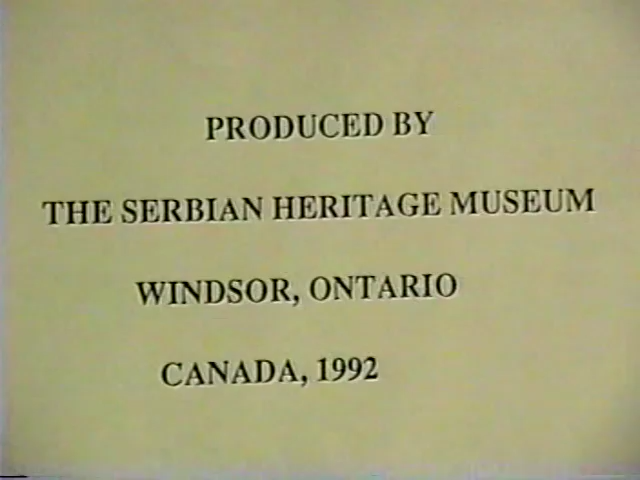 PRODUCED BY
THE SERBIAN HERITAGE MUSEUM
WINDSOR, ONTARIO
CANADA, 1992